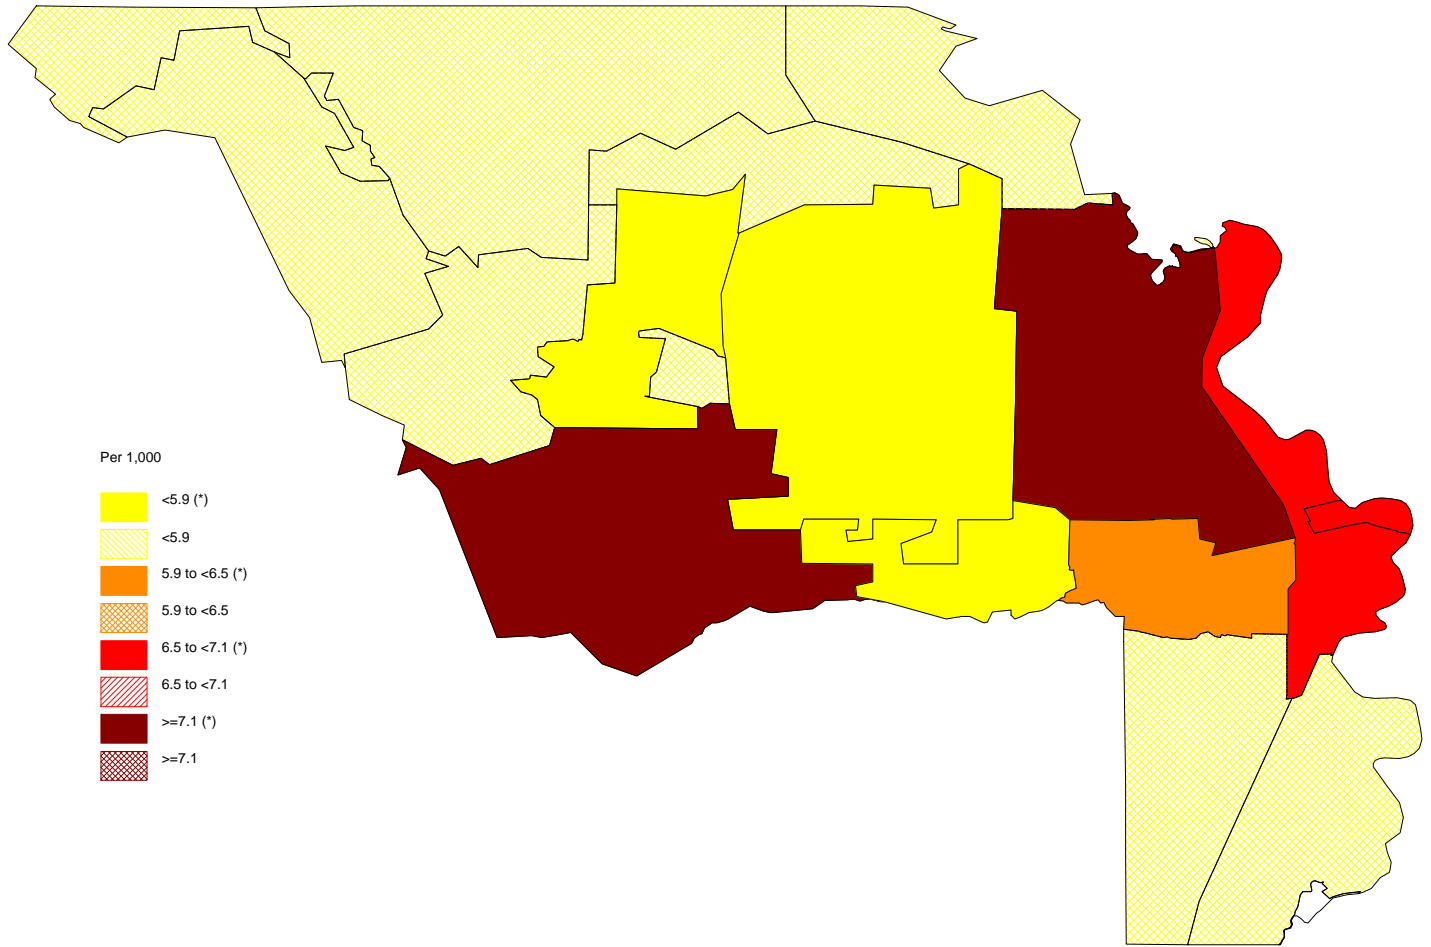 Per 1,000
<5.9 (*)
<5.9
5.9 to <6.5 (*)
5.9 to <6.5
6.5 to <7.1 (*)
6.5 to <7.1
>=7.1 (*)
>=7.1